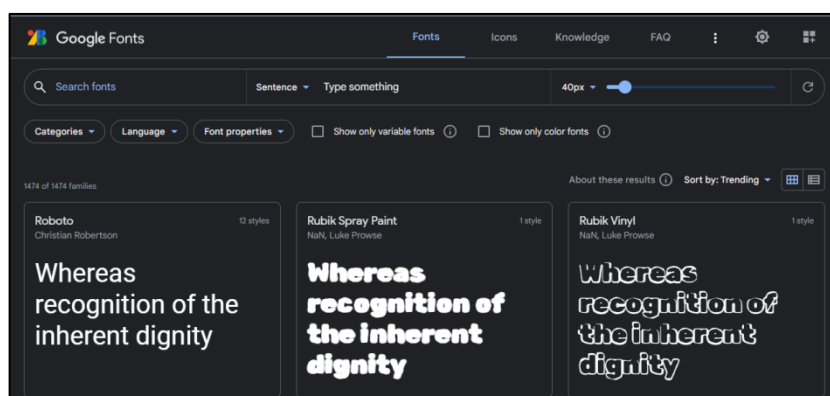 Google Fonts
Fonts Icons Knowledge FAQ
Search fonts Sentence Type something 40px
Categories Language Font properties Show only variable fonts Show only color fonts
1474 of 1474 families About these results Sort by: Trending
Roboto 12 styles
Christian Robertson
Whereas
recognition of the
inherent dignity
Rubik Spray Paint 1 style
NaN, Luke Prowse
Whereas
recognition of
the inherent
dignity
Rubik Vinyl 1 style
NaN, Luke Prowse
Whereas
recognition of
the inherent
dignity